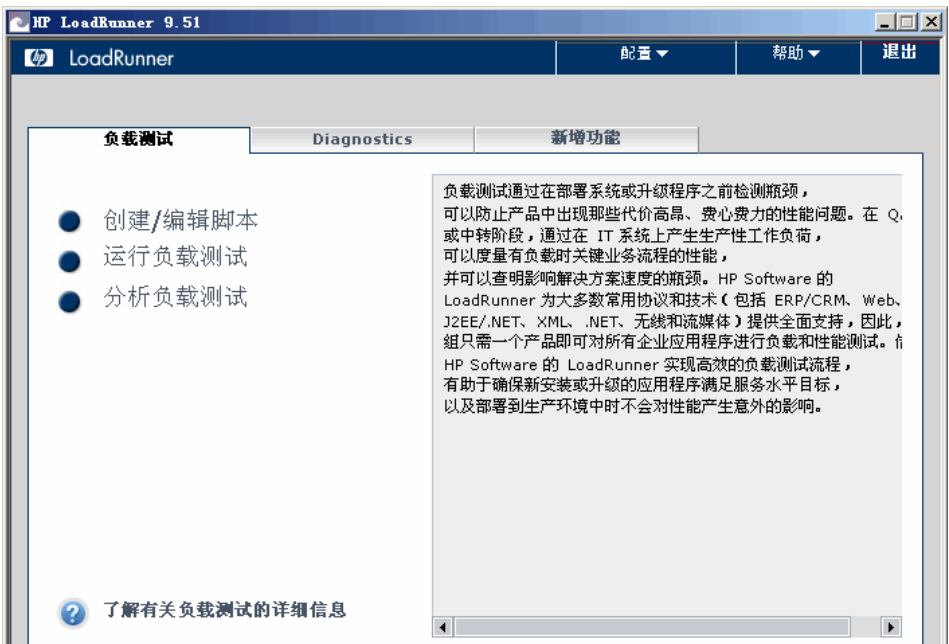 HP LoadRunner 9.51
hp LoadRunner
配置 帮助 退出
负载测试 Diagnostics 新增功能
创建/编辑脚本
运行负载测试
分析负载测试
负载测试通过在部署系统或升级程序之前检测瓶颈，
可以防止产品中出现那些代价高昂、费心费力的性能问题。在 Q
或中转阶段，通过在 IT 系统上产生生产性工作负荷，
可以度量有负载时关键业务流程的性能，
并可以查明影响解决方案速度的瓶颈。HP Software 的
LoadRunner 为大多数常用协议和技术（包括 ERP/CRM、Web、
J2EE/.NET、XML、.NET、无线和流媒体）提供全面支持，因此，
组只需一个产品即可对所有企业应用程序进行负载和性能测试。
HP Software 的 LoadRunner 实现高效的负载测试流程，
有助于确保新安装或升级的应用程序满足服务水平目标，
以及部署到生产环境中时不会对性能产生意外的影响。
了解有关负载测试的详细信息